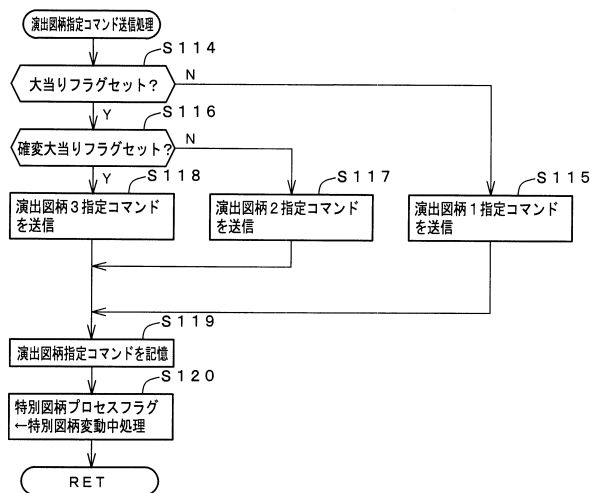 演出図柄指定コマンド送信処理
S114
大当りフラグセット?
N
Y
S116
確変大当りフラグセット?
N
Y
S118
演出図柄3指定コマンド
を送信
S117
演出図柄2指定コマンド
を送信
S115
演出図柄1指定コマンド
を送信
S119
演出図柄指定コマンドを記憶
S120
特別図柄プロセスフラグ
←特別図柄変動中処理
RET